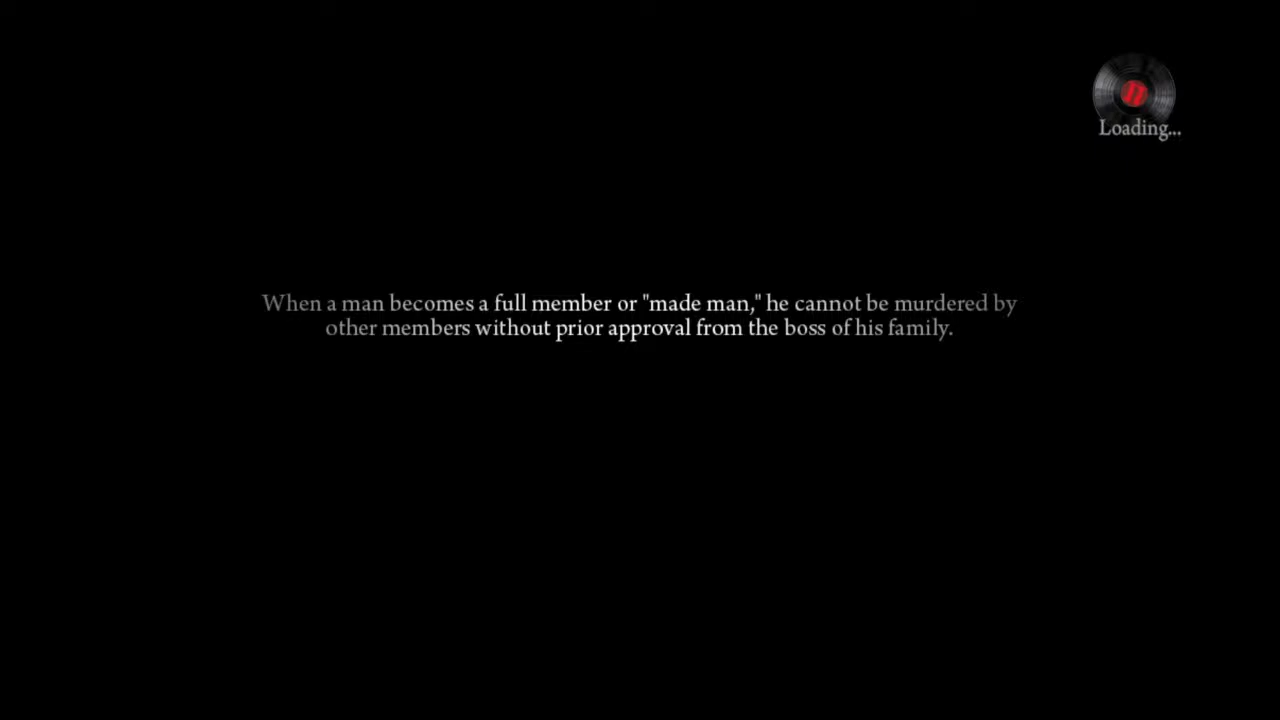 Loading...
When a man becomes a full member or "made man," he cannot be murdered by
other members without prior approval from the boss of his family.